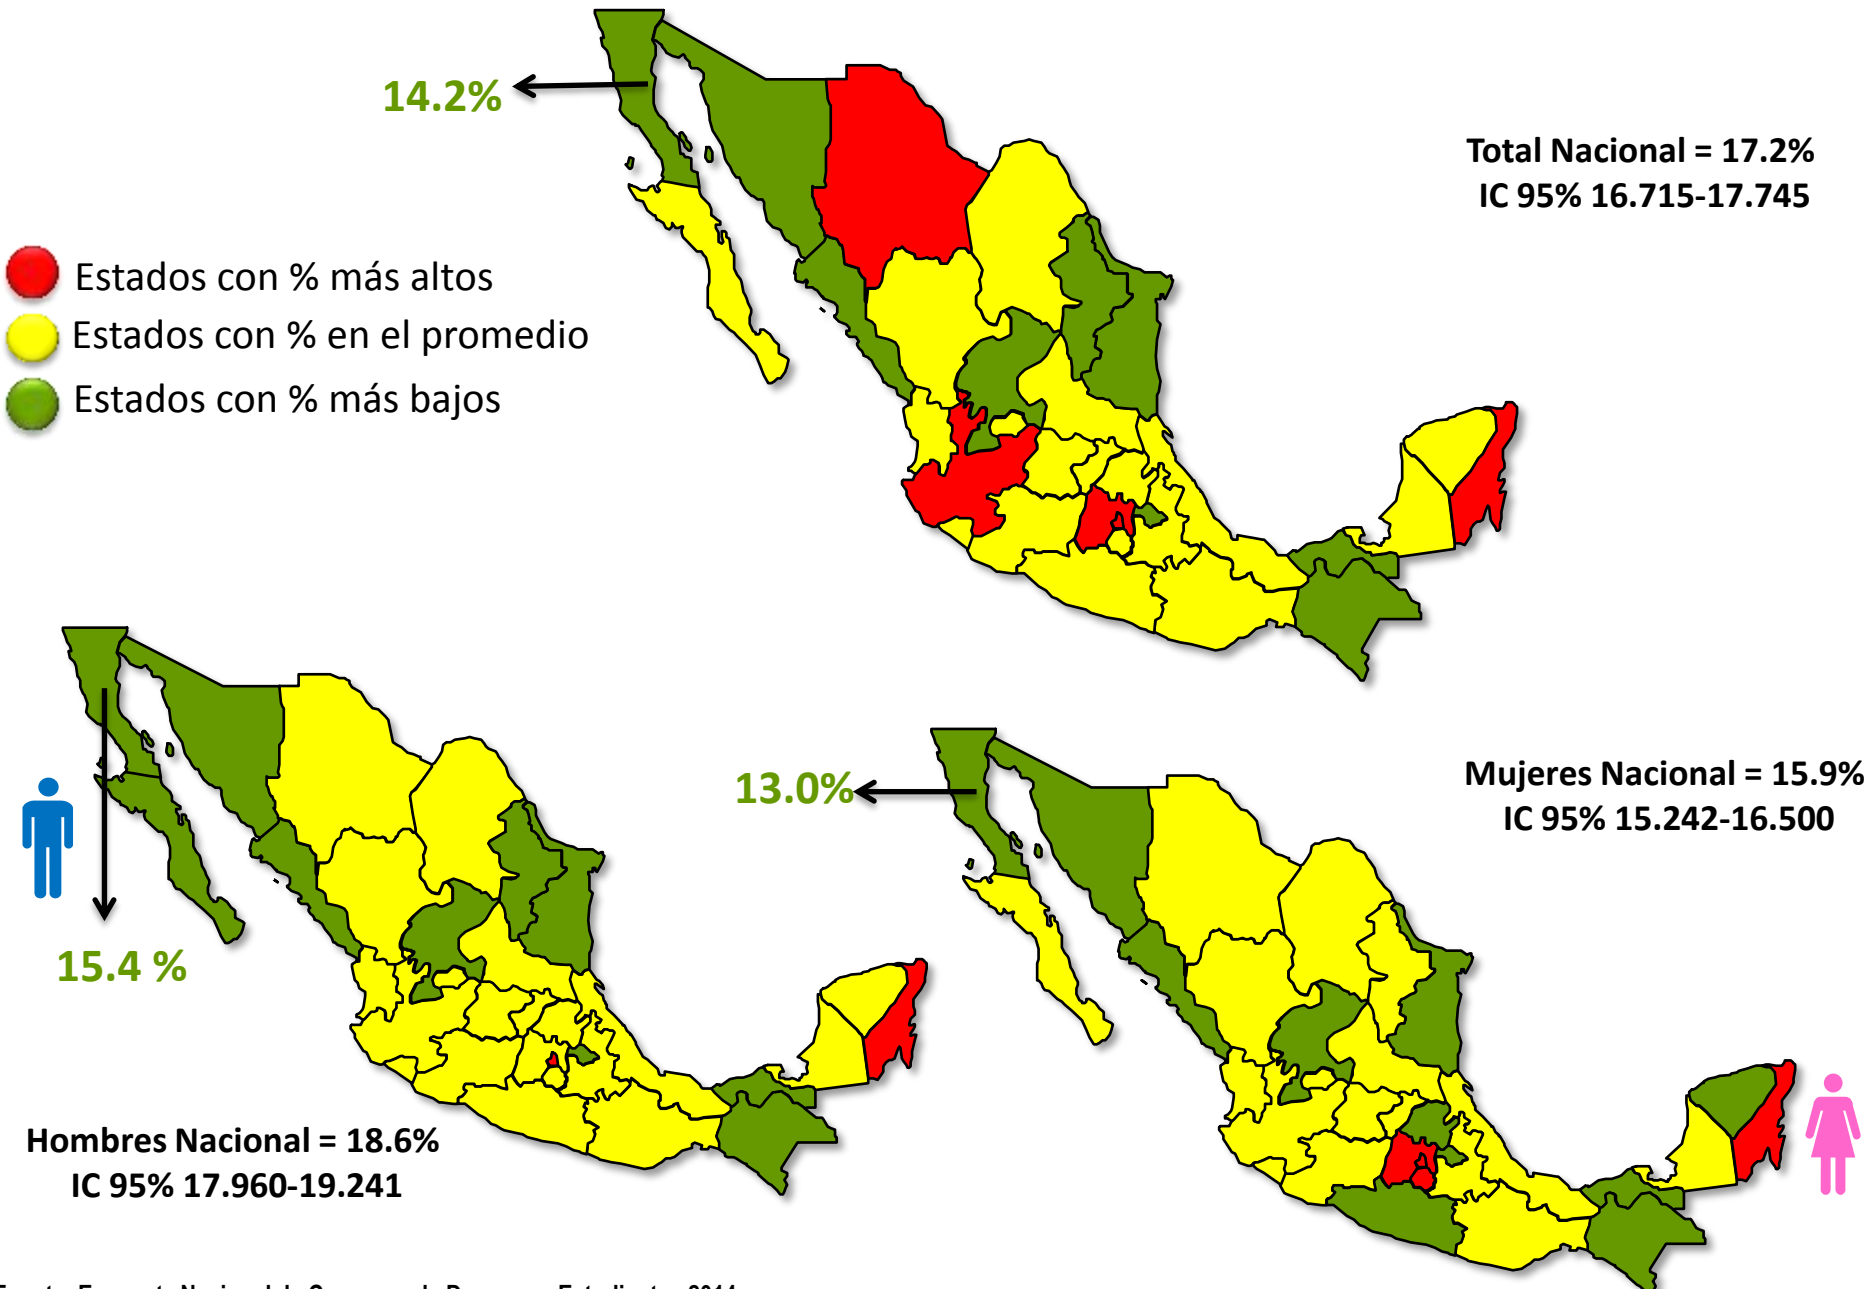 14.2%
Total Nacional = 17.2%
IC 95% 16.715-17.745
Estados con % más altos
Estados con % en el promedio
Estados con % más bajos
13.0%
Mujeres Nacional = 15.9%
IC 95% 15.242-16.500
15.4 %
Hombres Nacional = 18.6%
IC 95% 17.960-19.241